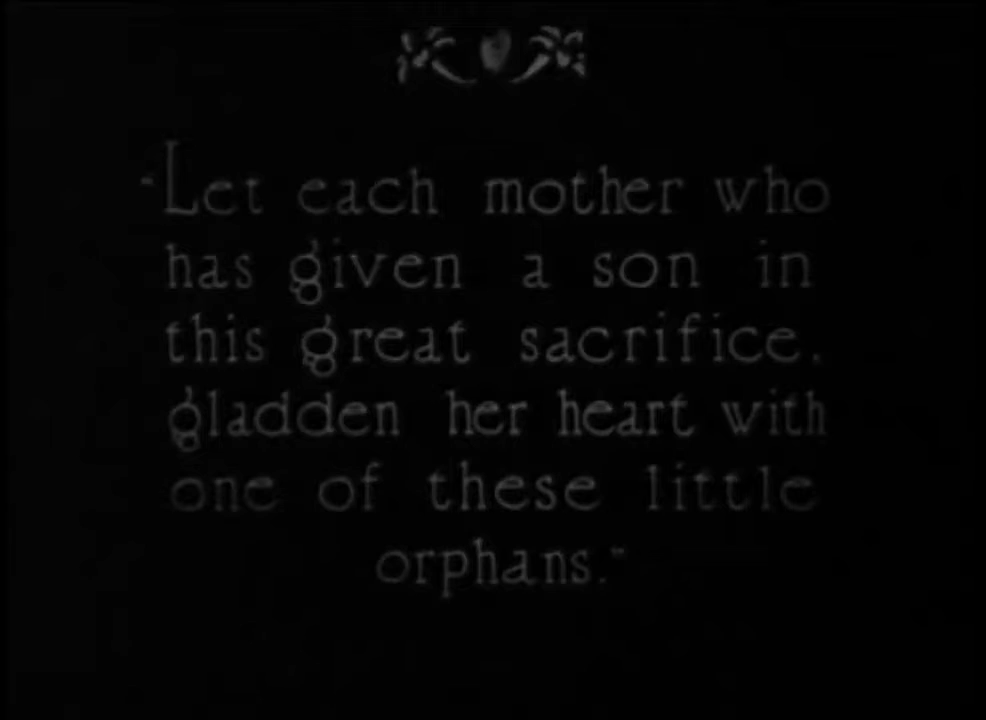 "Let each mother who
has given a son in
this great sacrifice,
gladden her heart with
one of these little
orphans."